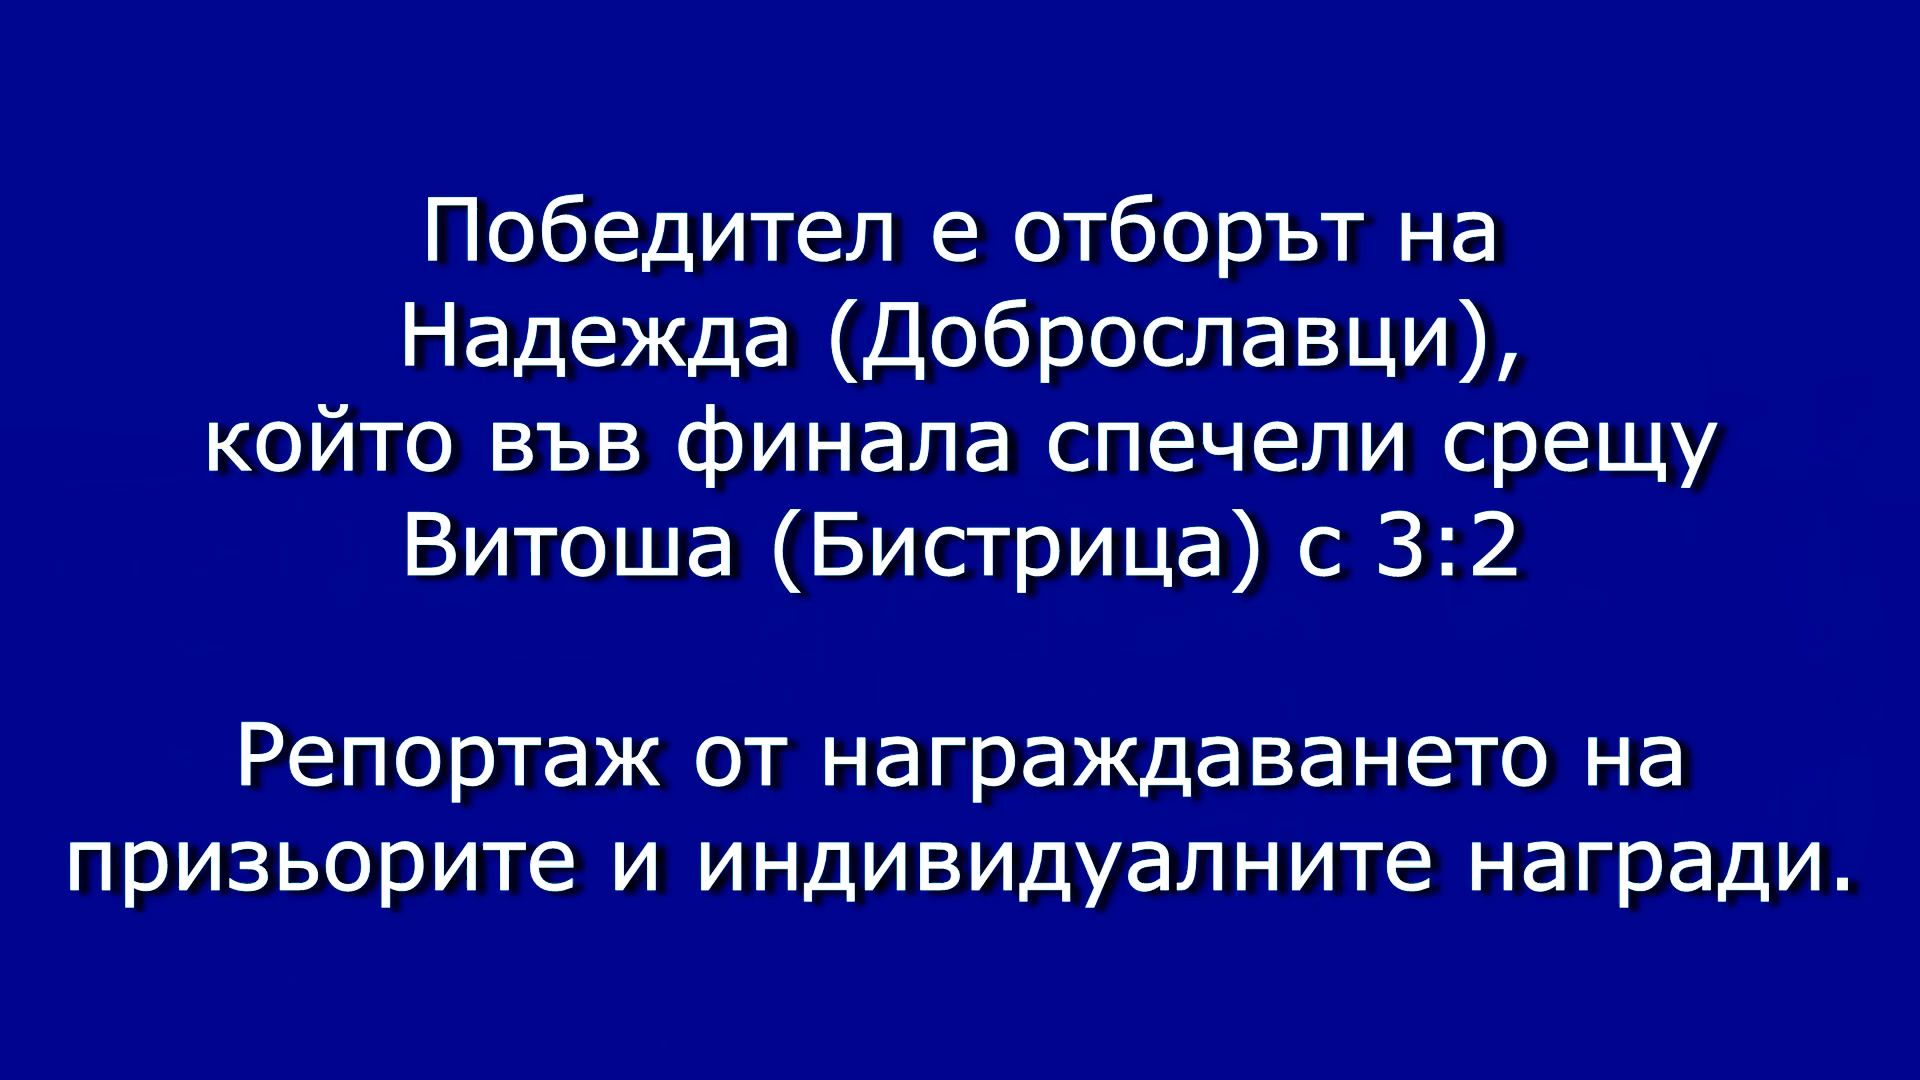 Победител е отборът на
Надежда (Доброславци),
който във финала спечели срещу
Витоша (Бистрица) с 3:2
Репортаж от награждаването на
призьорите и индивидуалните награди.